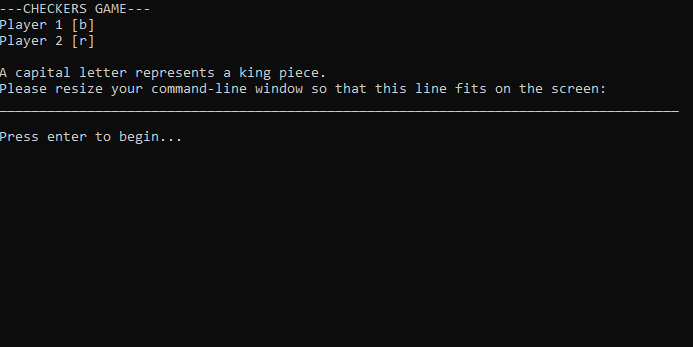 ---CHECKERS GAME---
Player 1 [b]
Player 2 [r]
A capital letter represents a king piece.
Please resize your command-line window so that this line fits on the screen:
_____________________________________________________________________________________
Press enter to begin...